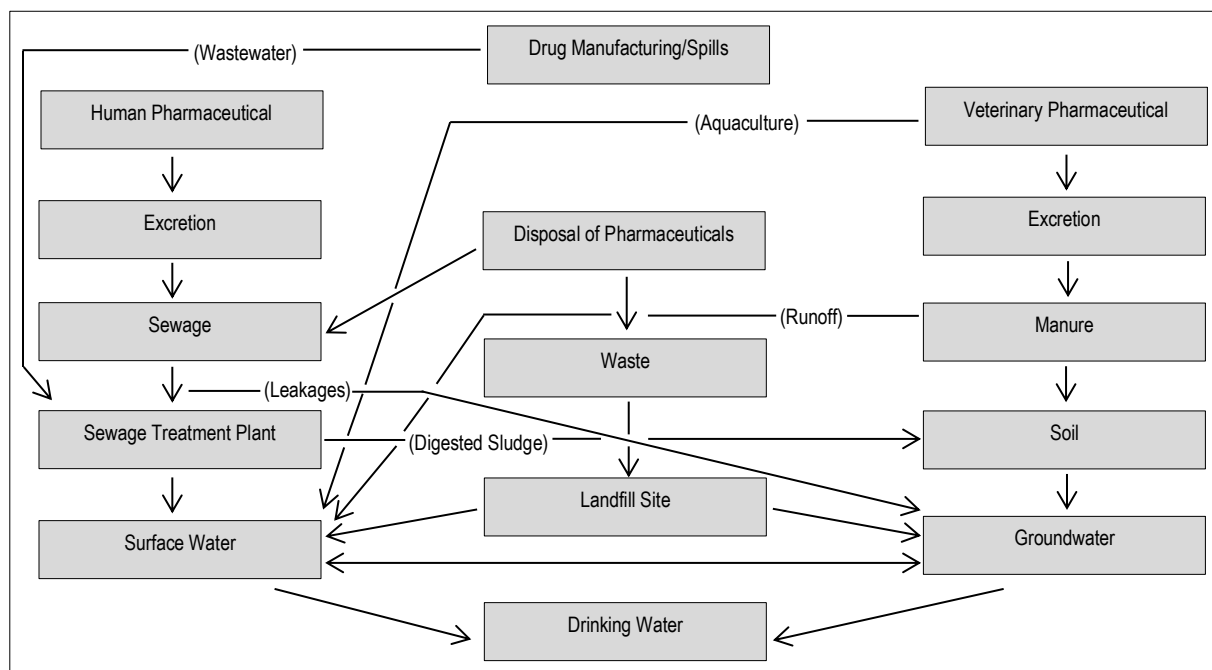 Drug Manufacturing/Spills
(Wastewater)
Human Pharmaceutical
(Aquaculture)
Veterinary Pharmaceutical
Excretion
Disposal of Pharmaceuticals
Excretion
Sewage
(Runoff)
Manure
Waste
(Leakages)
Sewage Treatment Plant
(Digested Sludge)
Soil
Landfill Site
Surface Water
Groundwater
Drinking Water